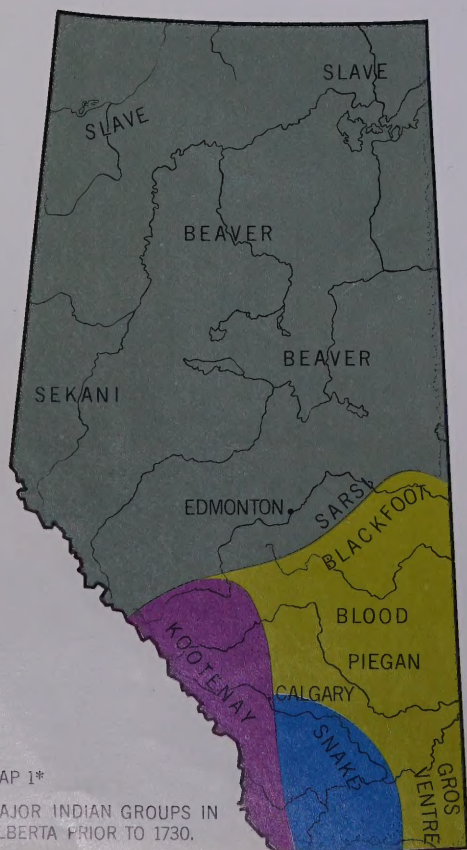 SLAVE
SLAVE
BEAVER
BEAVER
SEKANI
EDMONTON
SARSI
BLACKFOOT
BLOOD
PIEGAN
KOOTENAY
CALGARY
SNAKE
GROS
VENTRE
AP 1*
AJOR INDIAN GROUPS IN
LBERTA PRIOR TO 1730.